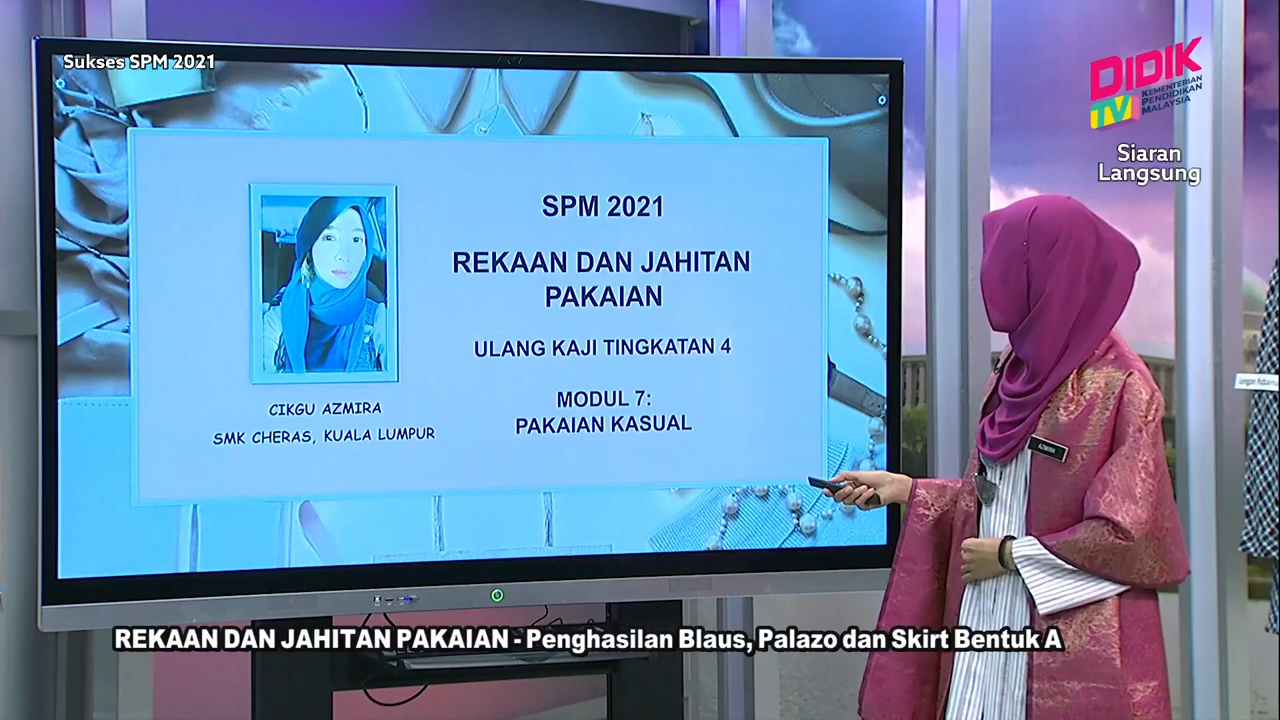 Sukses SPM 2021
DIDIK
TV
KEMENTERIAN
PENDIDIKAN
MALAYSIA
Siaran
Langsung
SPM 2021
REKAAN DAN JAHITAN
PAKAIAN
ULANG KAJI TINGKATAN 4
MODUL 7:
PAKAIAN KASUAL
CIKGU AZMIRA
SMK CHERAS, KUALA LUMPUR
AZMIRA
REKAAN DAN JAHITAN PAKAIAN - Penghasilan Blaus, Palazo dan Skirt Bentuk A